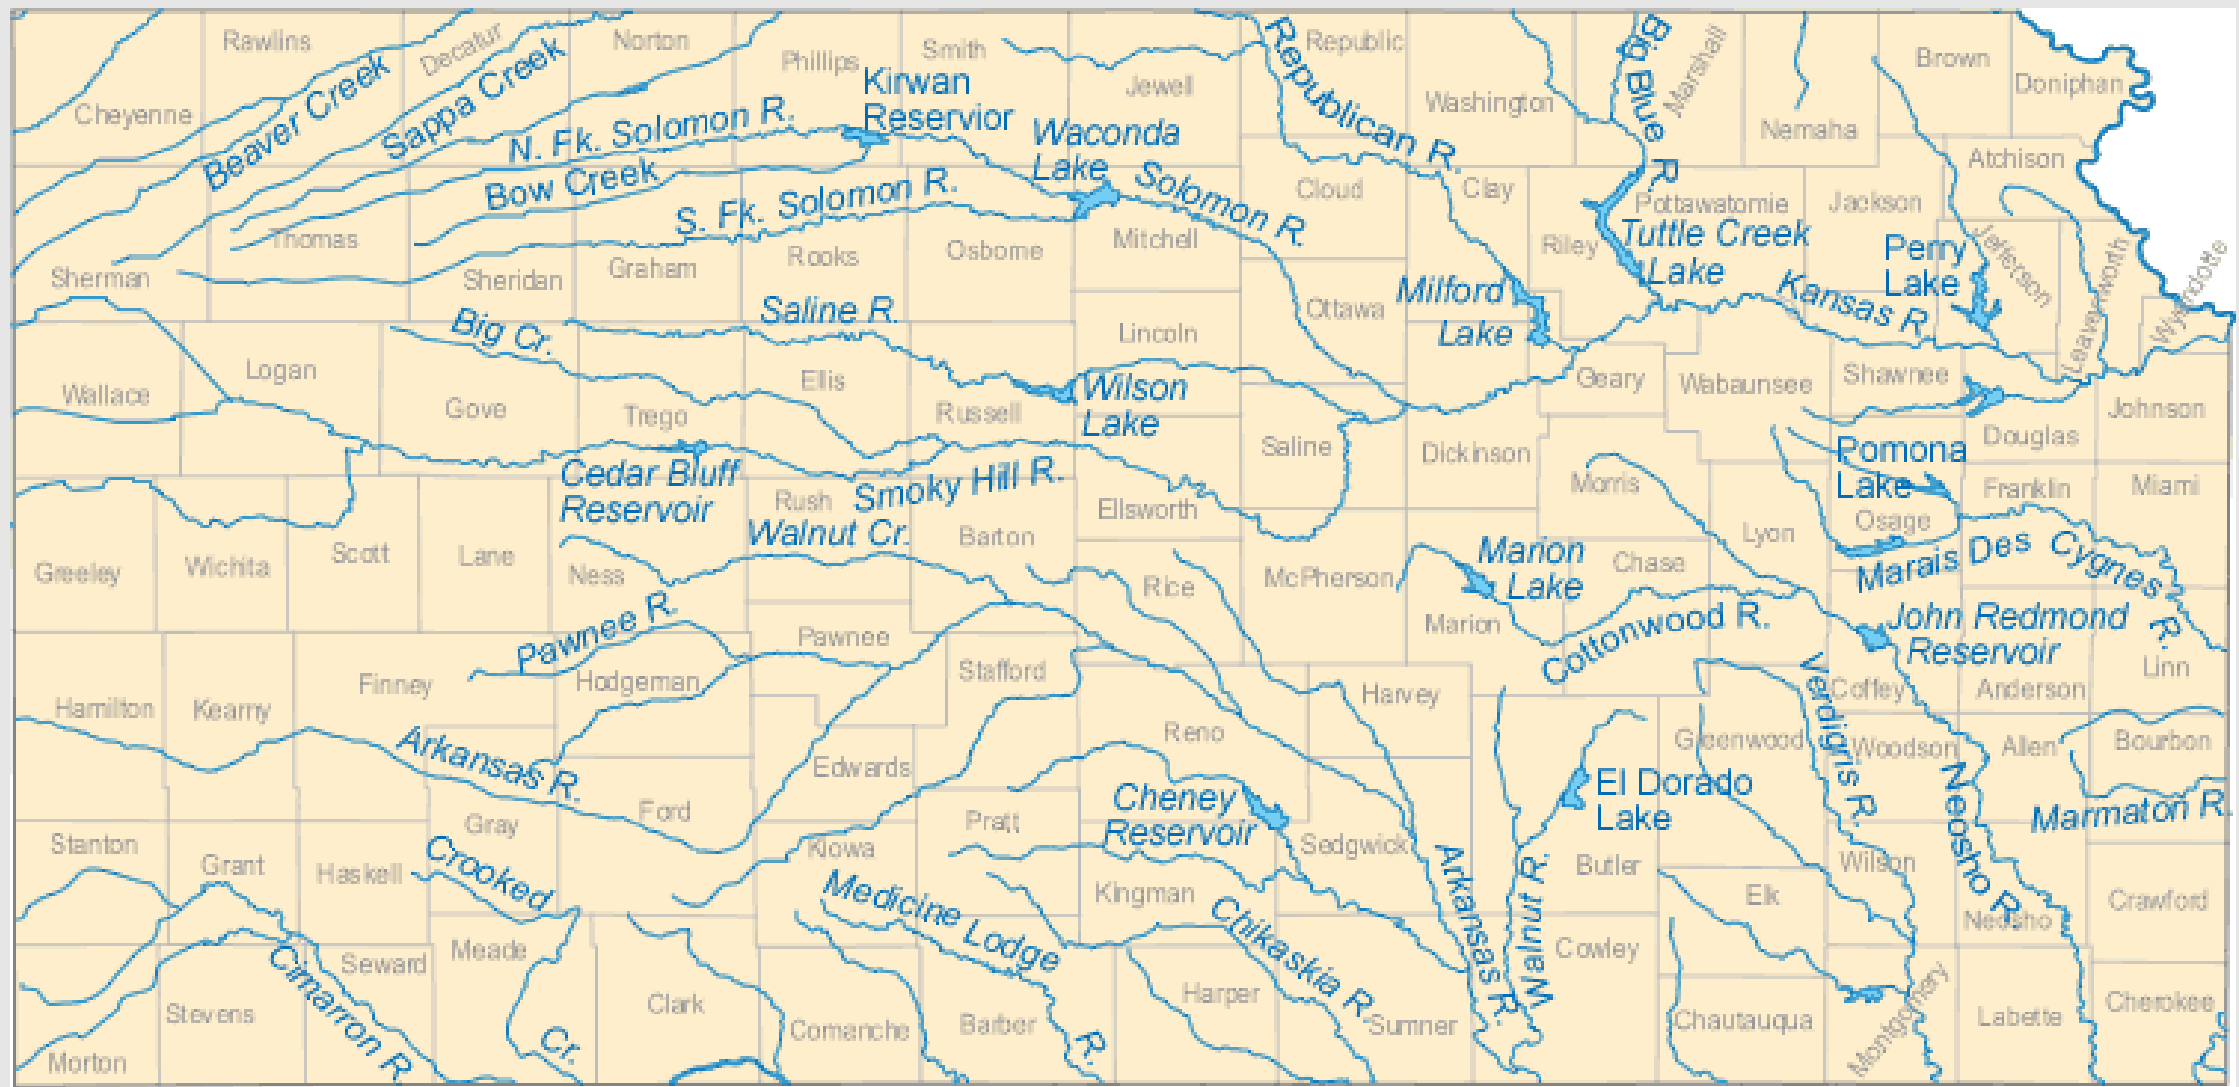 Rawlins
Decatur
Norton
Phillips
Smith
Jewell
Republic
Washington
Marshall
Nemaha
Brown
Doniphan
Cheyenne
Beaver Creek
Sappa Creek
N. Fk. Solomon R.
Kirwan
Reservior
Waconda
Lake
Republican R.
Big Blue R.
Atchison
Bow Creek
S. Fk. Solomon R.
Solomon R.
Cloud
Clay
Riley
Pottawatomie
Jackson
Jefferson
Leavenworth
Wyandotte
Sherman
Thomas
Sheridan
Graham
Rooks
Osborne
Mitchell
Tuttle Creek
Lake
Perry
Lake
Kansas R.
Milford
Lake
Ottawa
Big Cr.
Saline R.
Lincoln
Wallace
Logan
Gove
Trego
Ellis
Russell
Wilson
Lake
Saline
Dickinson
Geary
Wabaunsee
Shawnee
Douglas
Johnson
Cedar Bluff
Reservoir
Smoky Hill R.
Rush
Walnut Cr.
Barton
Ellsworth
Morris
Lyon
Pomona
Lake
Osage
Franklin
Miami
Greeley
Wichita
Scott
Lane
Ness
Rice
McPherson
Marion
Lake
Chase
Marais Des Cygnes R.
Pawnee R.
Pawnee
Stafford
Marion
Cottonwood R.
John Redmond
Reservoir
Hamilton
Kearny
Finney
Hodgeman
Harvey
Verdigris R.
Coffey
Anderson
Linn
Arkansas R.
Edwards
Reno
Greenwood
Woodson
Allen
Bourbon
Gray
Ford
Pratt
Cheney
Reservoir
Sedgwick
El Dorado
Lake
Neosho R.
Marmaton R.
Stanton
Grant
Haskell
Crooked
Cr.
Kiowa
Medicine Lodge
R.
Kingman
Chikaskia R.
Arkansas R.
Walnut R.
Butler
Elk
Wilson
Neosho
Crawford
Cimarron R.
Seward
Meade
Clark
Comanche
Barber
Harper
Sumner
Cowley
Chautauqua
Montgomery
Labette
Cherokee
Stevens
Morton